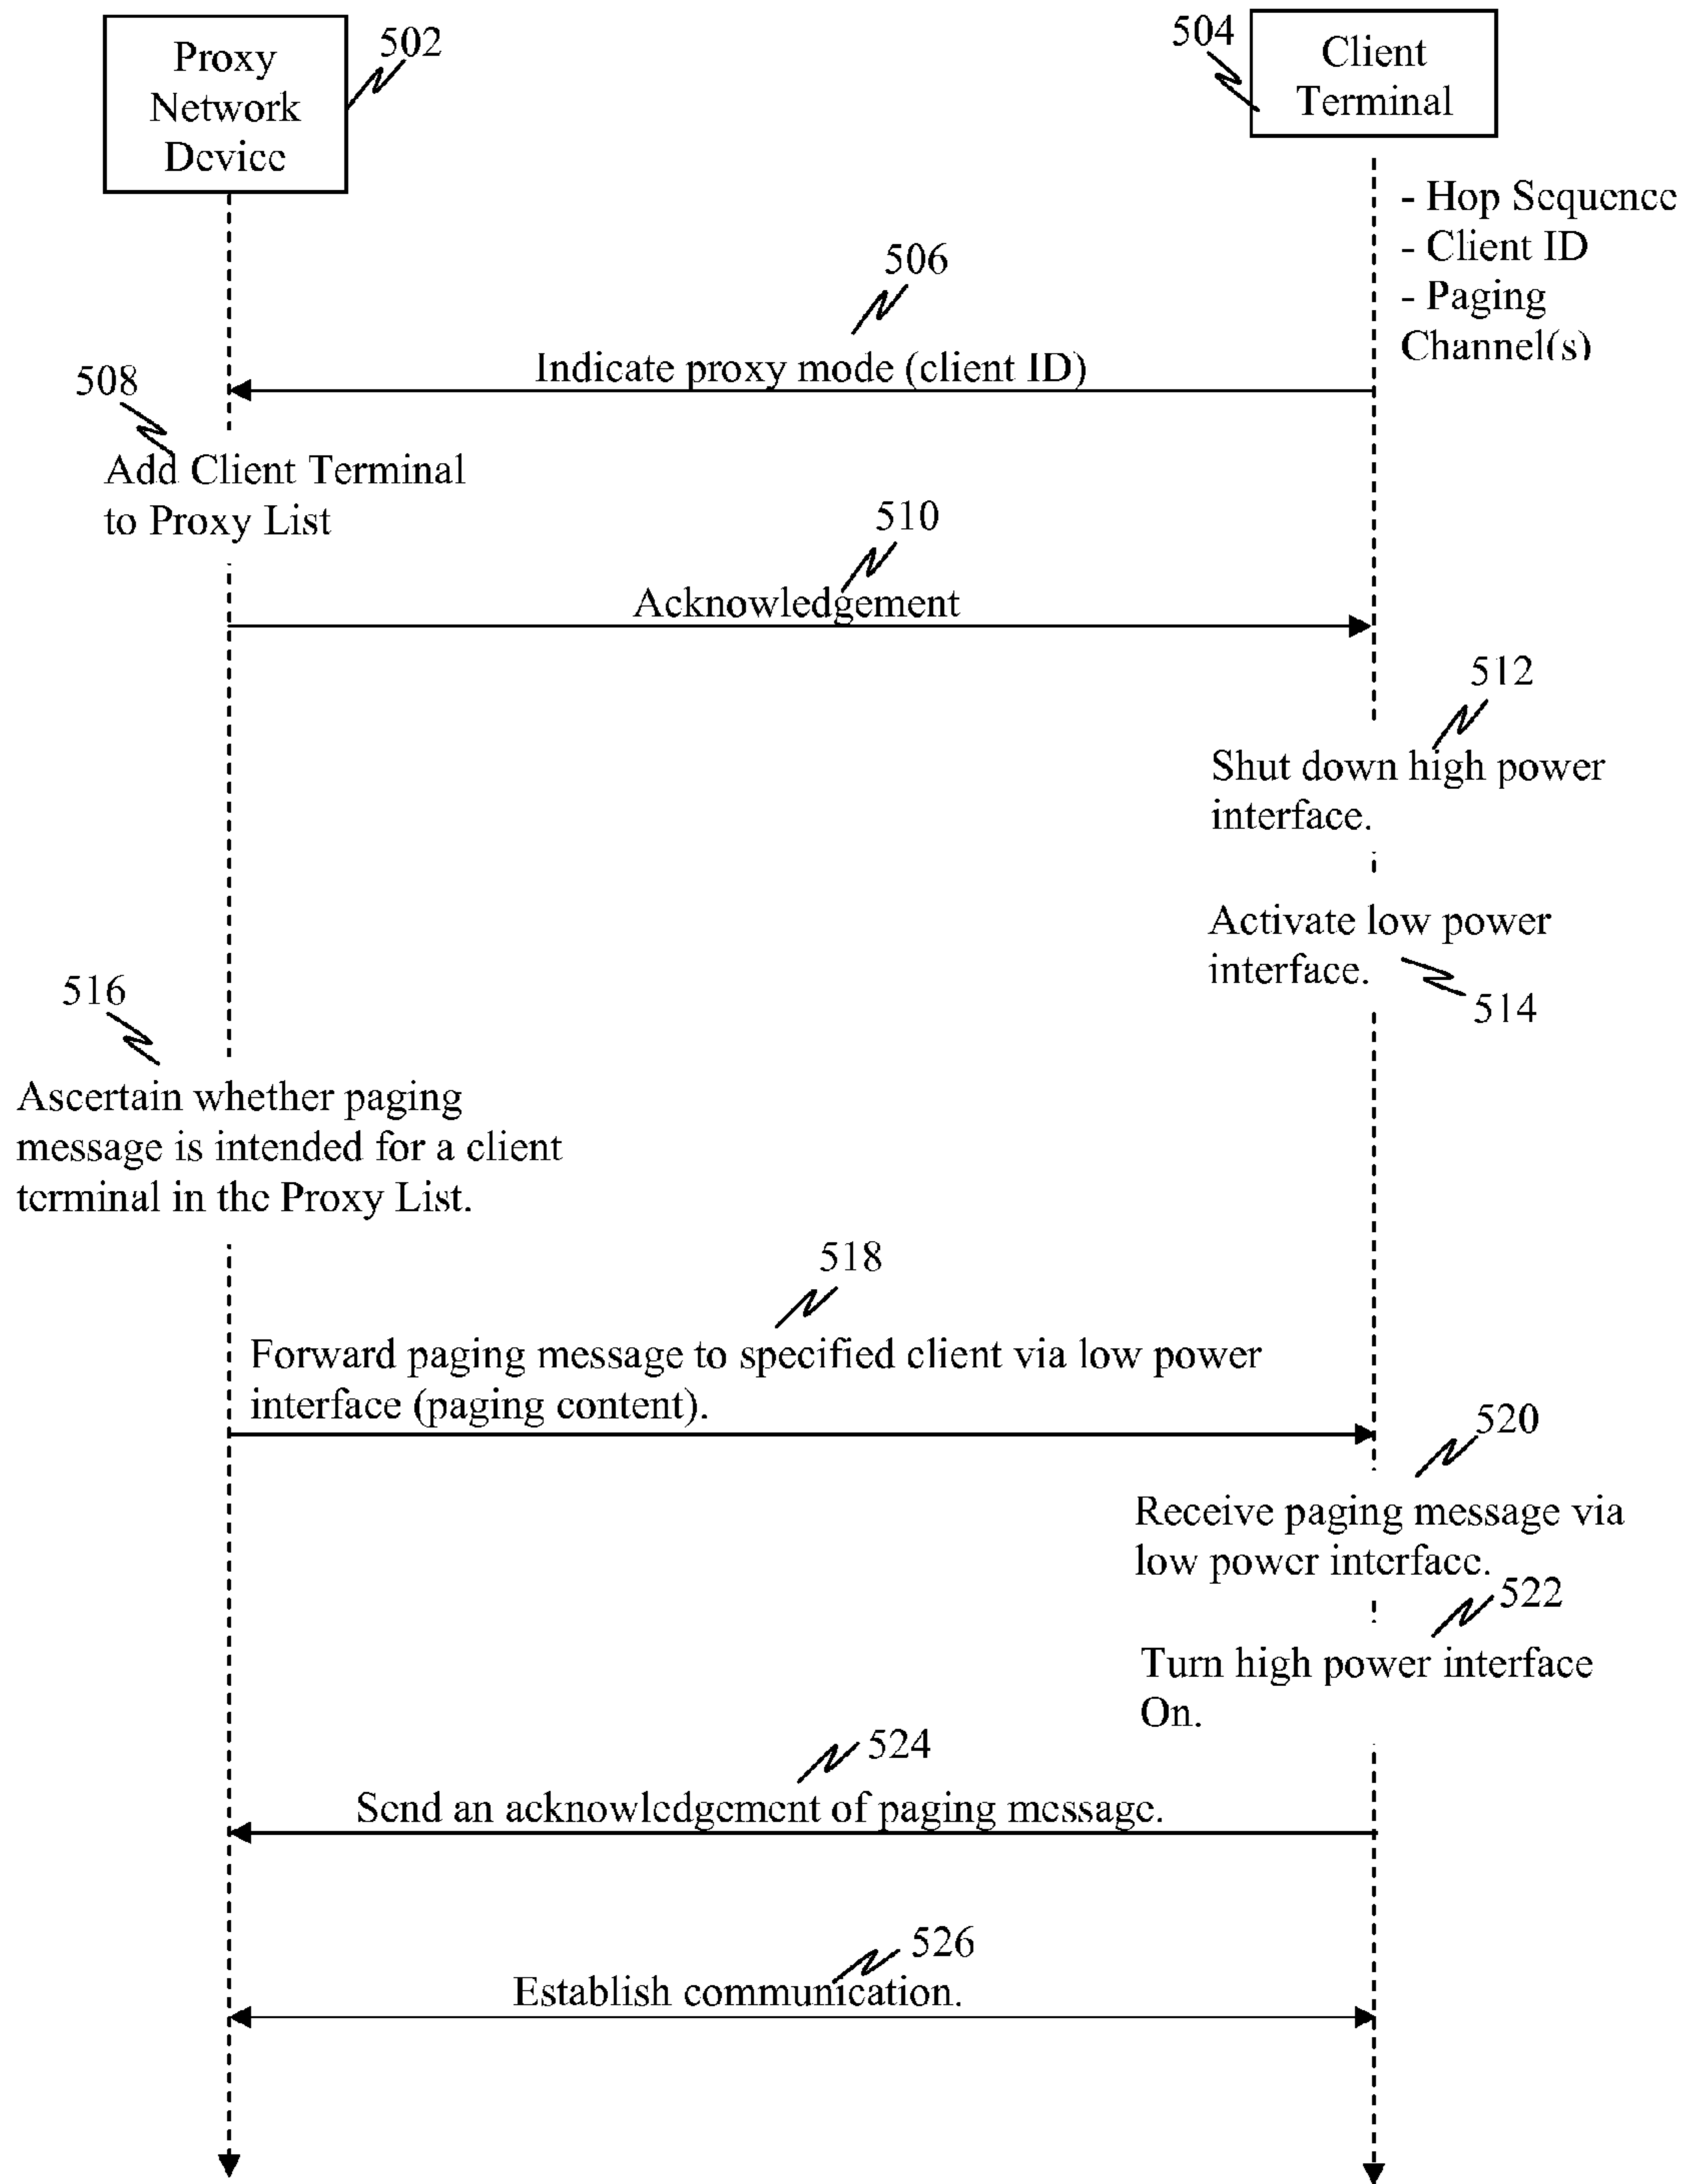 Proxy
Network
Device
502
504
Client
Terminal
- Hop Sequence
- Client ID
- Paging
Channel(s)
506
Indicate proxy mode (client ID)
508
Add Client Terminal
to Proxy List
510
Acknowledgement
512
Shut down high power
interface.
Activate low power
interface.
514
516
Ascertain whether paging
message is intended for a client
terminal in the Proxy List.
518
Forward paging message to specified client via low power
interface (paging content).
520
Receive paging message via
low power interface.
522
Turn high power interface
On.
524
Send an acknowledgement of paging message.
526
Establish communication.